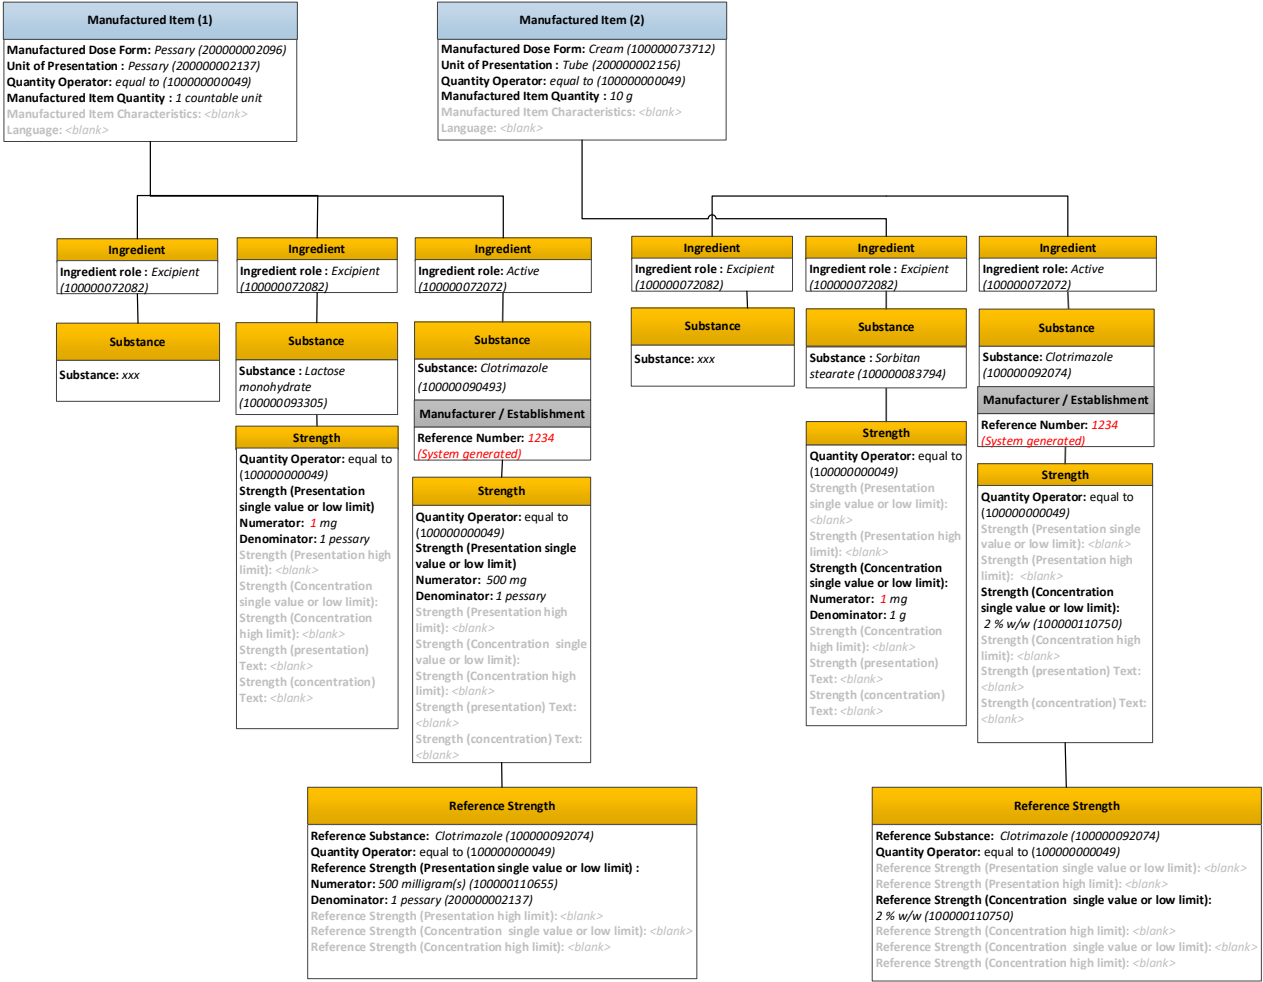 Manufactured Item (1)
Manufactured Dose Form: Pessary (200000002096)
Unit of Presentation : Pessary (200000002137)
Quantity Operator: equal to (100000000049)
Manufactured Item Quantity : 1 countable unit
Manufactured Item Characteristics: <blank>
Language: <blank>
Manufactured Item (2)
Manufactured Dose Form: Cream (100000073712)
Unit of Presentation : Tube (200000002156)
Quantity Operator: equal to (100000000049)
Manufactured Item Quantity : 10 g
Manufactured Item Characteristics: <blank>
Language: <blank>
Ingredient
Ingredient role : Excipient
(100000072082)
Substance
Substance: xxx
Ingredient
Ingredient role : Excipient
(100000072082)
Substance
Substance : Lactose
monohydrate
(100000093305)
Strength
Quantity Operator: equal to
(100000000049)
Strength (Presentation
single value or low limit)
Numerator: 1 mg
Denominator: 1 pessary
Strength (Presentation high
limit): <blank>
Strength (Concentration
single value or low limit):
Strength (Concentration
high limit): <blank>
Strength (presentation)
Text: <blank>
Strength (concentration)
Text: <blank>
Ingredient
Ingredient role: Active
(100000072072)
Substance
Substance: Clotrimazole
(100000090493)
Manufacturer / Establishment
Reference Number: 1234
(System generated)
Strength
Quantity Operator: equal to
(100000000049)
Strength (Presentation single
value or low limit)
Numerator: 500 mg
Denominator: 1 pessary
Strength (Presentation high
limit): <blank>
Strength (Concentration single
value or low limit):
Strength (Concentration high
limit): <blank>
Strength (presentation) Text:
<blank>
Strength (concentration) Text:
<blank>
Reference Strength
Reference Substance: Clotrimazole (100000092074)
Quantity Operator: equal to (100000000049)
Reference Strength (Presentation single value or low limit) :
Numerator: 500 milligram(s) (100000110655)
Denominator: 1 pessary (200000002137)
Reference Strength (Presentation high limit): <blank>
Reference Strength (Concentration single value or low limit): <blank>
Reference Strength (Concentration high limit): <blank>
Ingredient
Ingredient role : Excipient
(100000072082)
Substance
Substance: xxx
Ingredient
Ingredient role : Excipient
(100000072082)
Substance
Substance : Sorbitan
stearate (100000083794)
Strength
Quantity Operator: equal to
(100000000049)
Strength (Presentation
single value or low limit):
<blank>
Strength (Presentation high
limit): <blank>
Strength (Concentration
single value or low limit):
Numerator: 1 mg
Denominator: 1 g
Strength (Concentration
high limit): <blank>
Strength (presentation)
Text: <blank>
Strength (concentration)
Text: <blank>
Ingredient
Ingredient role: Active
(100000072072)
Substance
Substance: Clotrimazole
(100000092074)
Manufacturer / Establishment
Reference Number: 1234
(System generated)
Strength
Quantity Operator: equal to
(100000000049)
Strength (Presentation single
value or low limit): <blank>
Strength (Presentation high
limit): <blank>
Strength (Concentration
single value or low limit):
2 % w/w (100000110750)
Strength (Concentration high
limit): <blank>
Strength (presentation) Text:
<blank>
Strength (concentration) Text:
<blank>
Reference Strength
Reference Substance: Clotrimazole (100000092074)
Quantity Operator: equal to (100000000049)
Reference Strength (Presentation single value or low limit): <blank>
Reference Strength (Presentation high limit): <blank>
Reference Strength (Concentration single value or low limit):
2 % w/w (100000110750)
Reference Strength (Concentration high limit): <blank>
Reference Strength (Concentration single value or low limit): <blank>
Reference Strength (Concentration high limit): <blank>